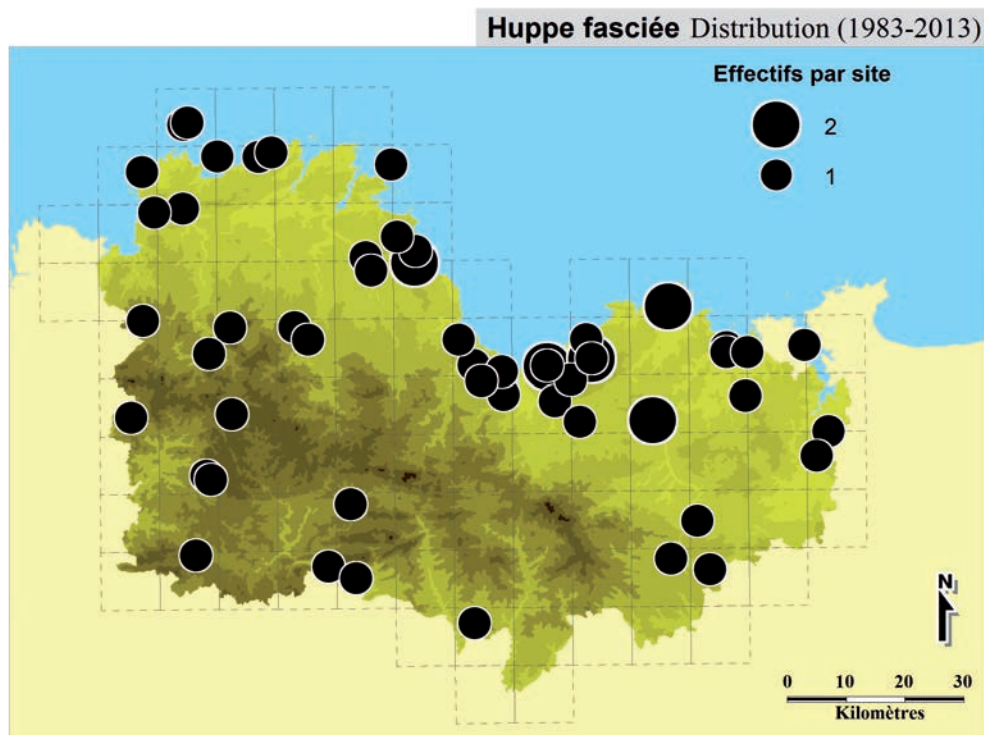 Huppe fasciée Distribution (1983-2013)
Effectifs par site
2
1
N
0 10 20 30
Kilomètres